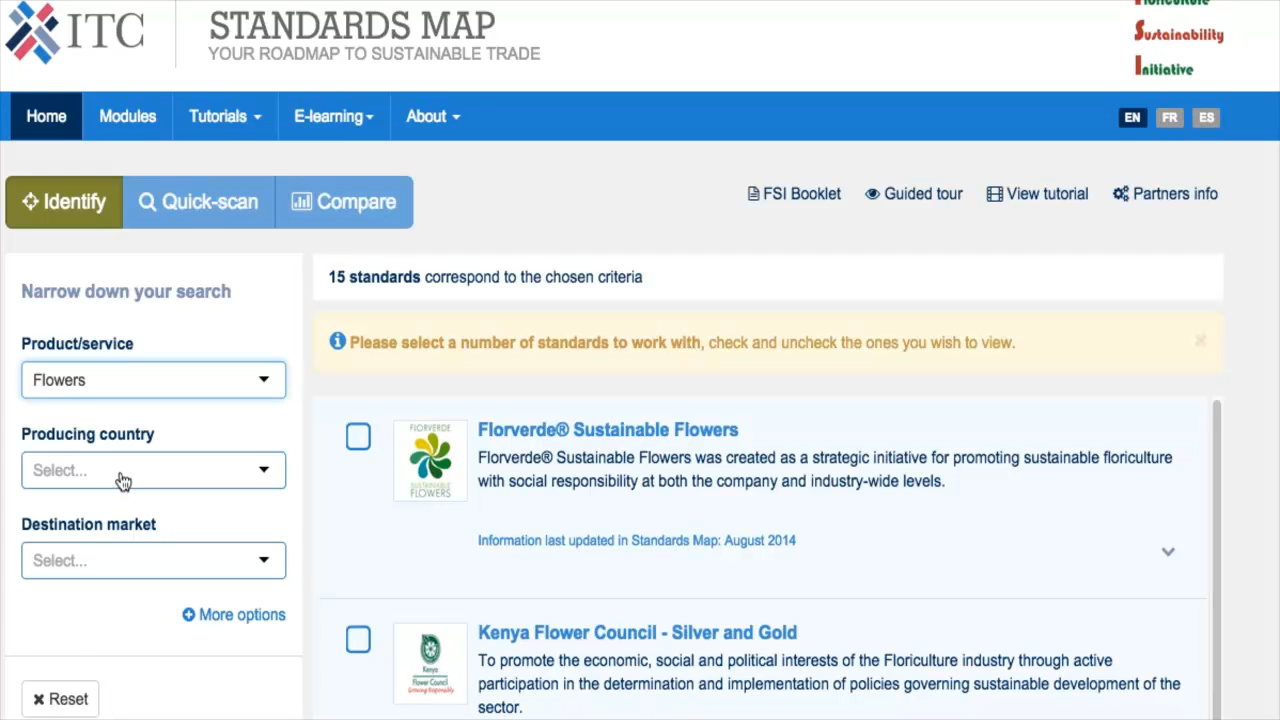 ITC
STANDARDS MAP
YOUR ROADMAP TO SUSTAINABLE TRADE
Floriculture
Sustainability
Initiative
Home
Modules
Tutorials
E-learning
About
EN
FR
ES
Identify
Quick-scan
Compare
FSI Booklet
Guided tour
View tutorial
Partners info
Narrow down your search
Product/service
Flowers
Producing country
Select...
Destination market
Select...
More options
Reset
15 standards correspond to the chosen criteria
Please select a number of standards to work with, check and uncheck the ones you wish to view.
FLORVERDE
SUSTAINABLE
FLOWERS
Florverde® Sustainable Flowers
Florverde® Sustainable Flowers was created as a strategic initiative for promoting sustainable floriculture
with social responsibility at both the company and industry-wide levels.
Information last updated in Standards Map: August 2014
Kenya
Flower Council
Growing Responsibly
Kenya Flower Council - Silver and Gold
To promote the economic, social and political interests of the Floriculture industry through active
participation in the determination and implementation of policies governing sustainable development of the
sector.